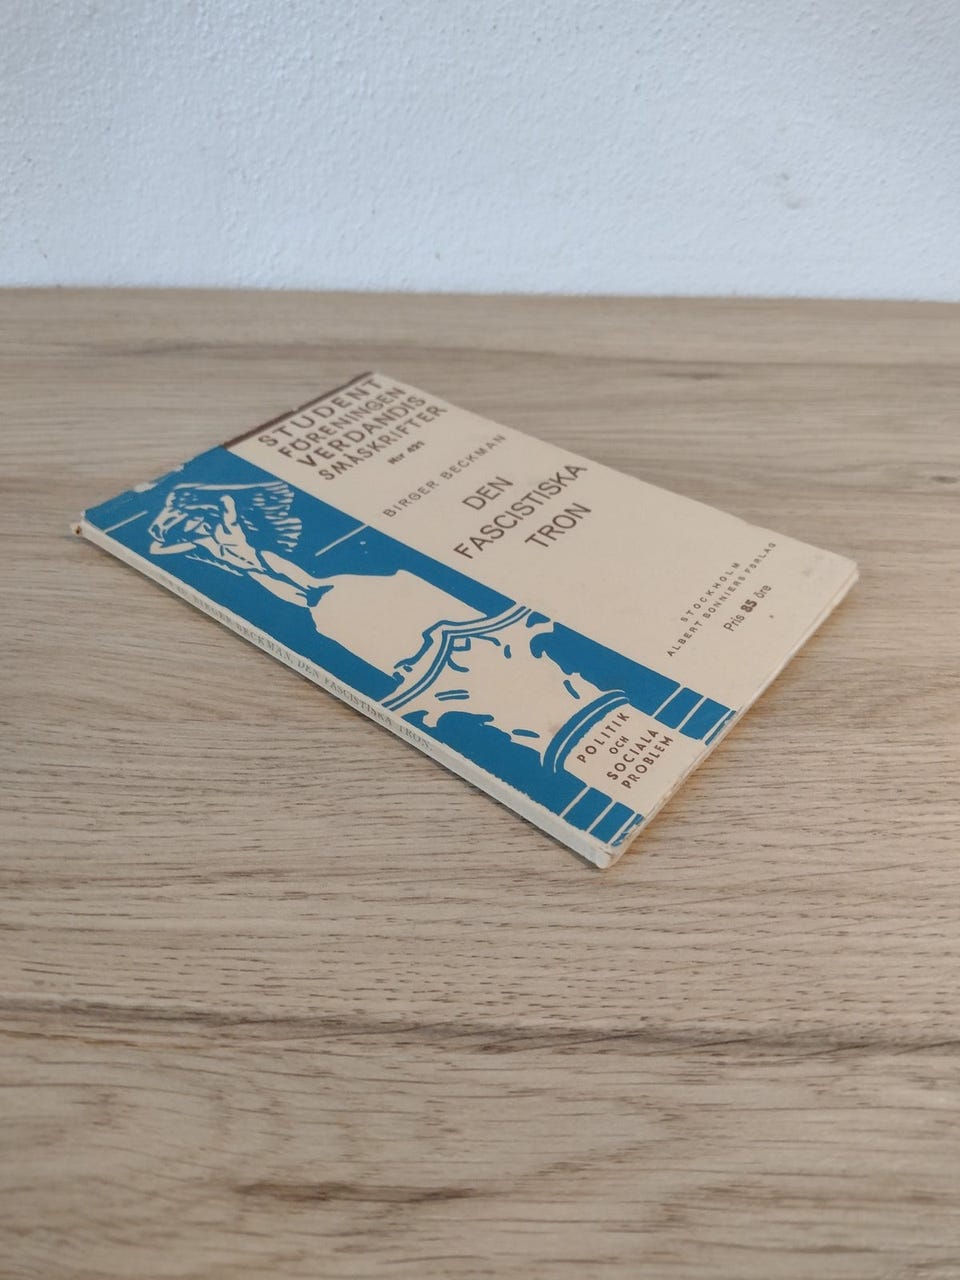 STUDENT
FÖRENINGEN
VERDANDIS
SMÅSKRIFTER
N:r 421
BIRGER BECKMAN
DEN
FASCISTISKA
TRON
STOCKHOLM
ALBERT BONNIERS FÖRLAG
Pris 85 öre
POLITIK
OCH
SOCIALA
PROBLEM
BIRGER BECKMAN, DEN FASCISTISKA TRON.